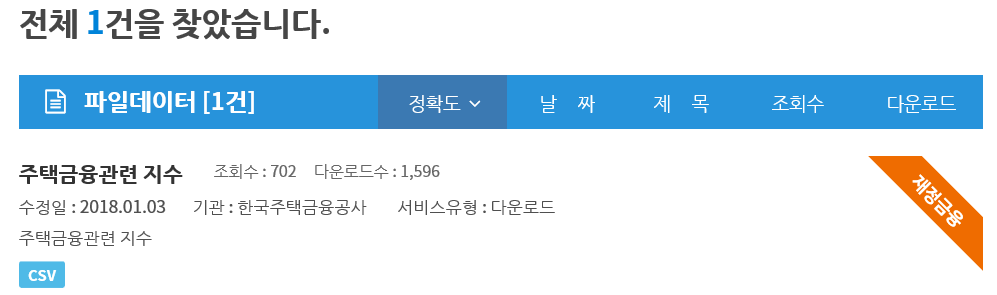 전체 1건을 찾았습니다.
파일데이터 [1건] 정확도 날 짜 제 목 조회수 다운로드
주택금융관련 지수 조회수 : 702 다운로드수 : 1,596
재정금융
수정일 : 2018.01.03 기관 : 한국주택금융공사 서비스유형 : 다운로드
주택금융관련 지수
CSV